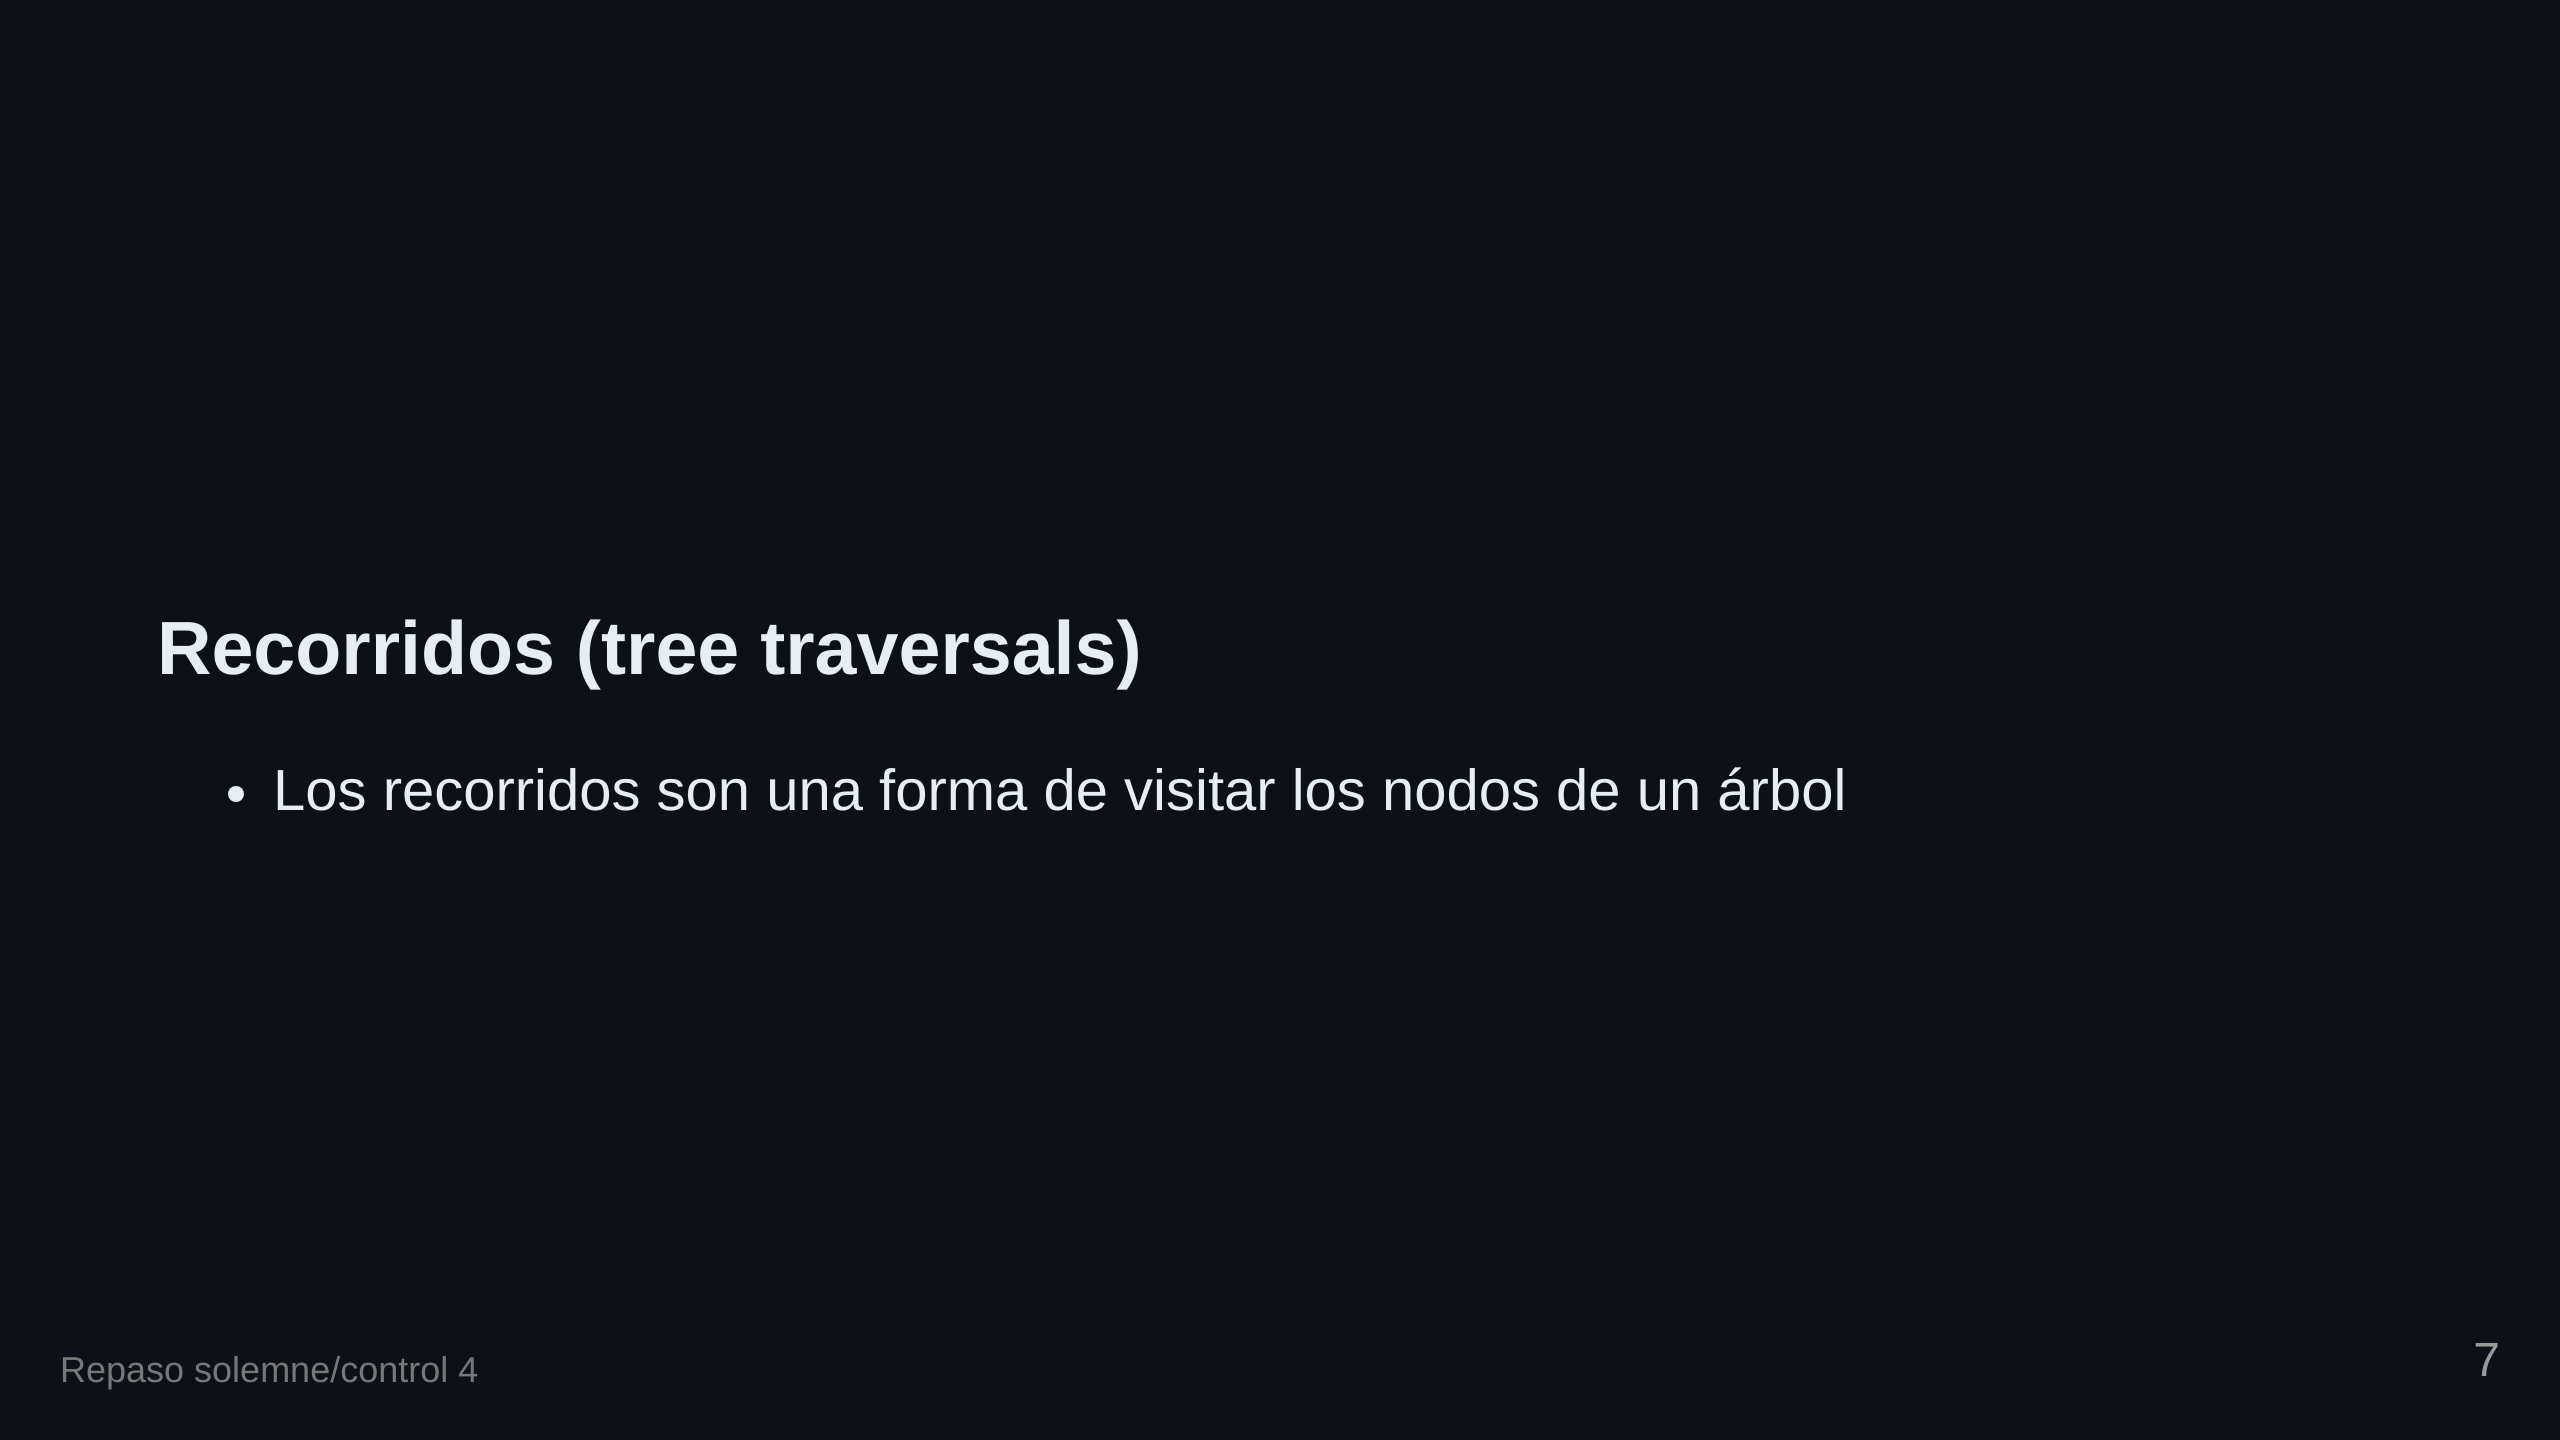 Recorridos (tree traversals)
• Los recorridos son una forma de visitar los nodos de un árbol
Repaso solemne/control 4
7